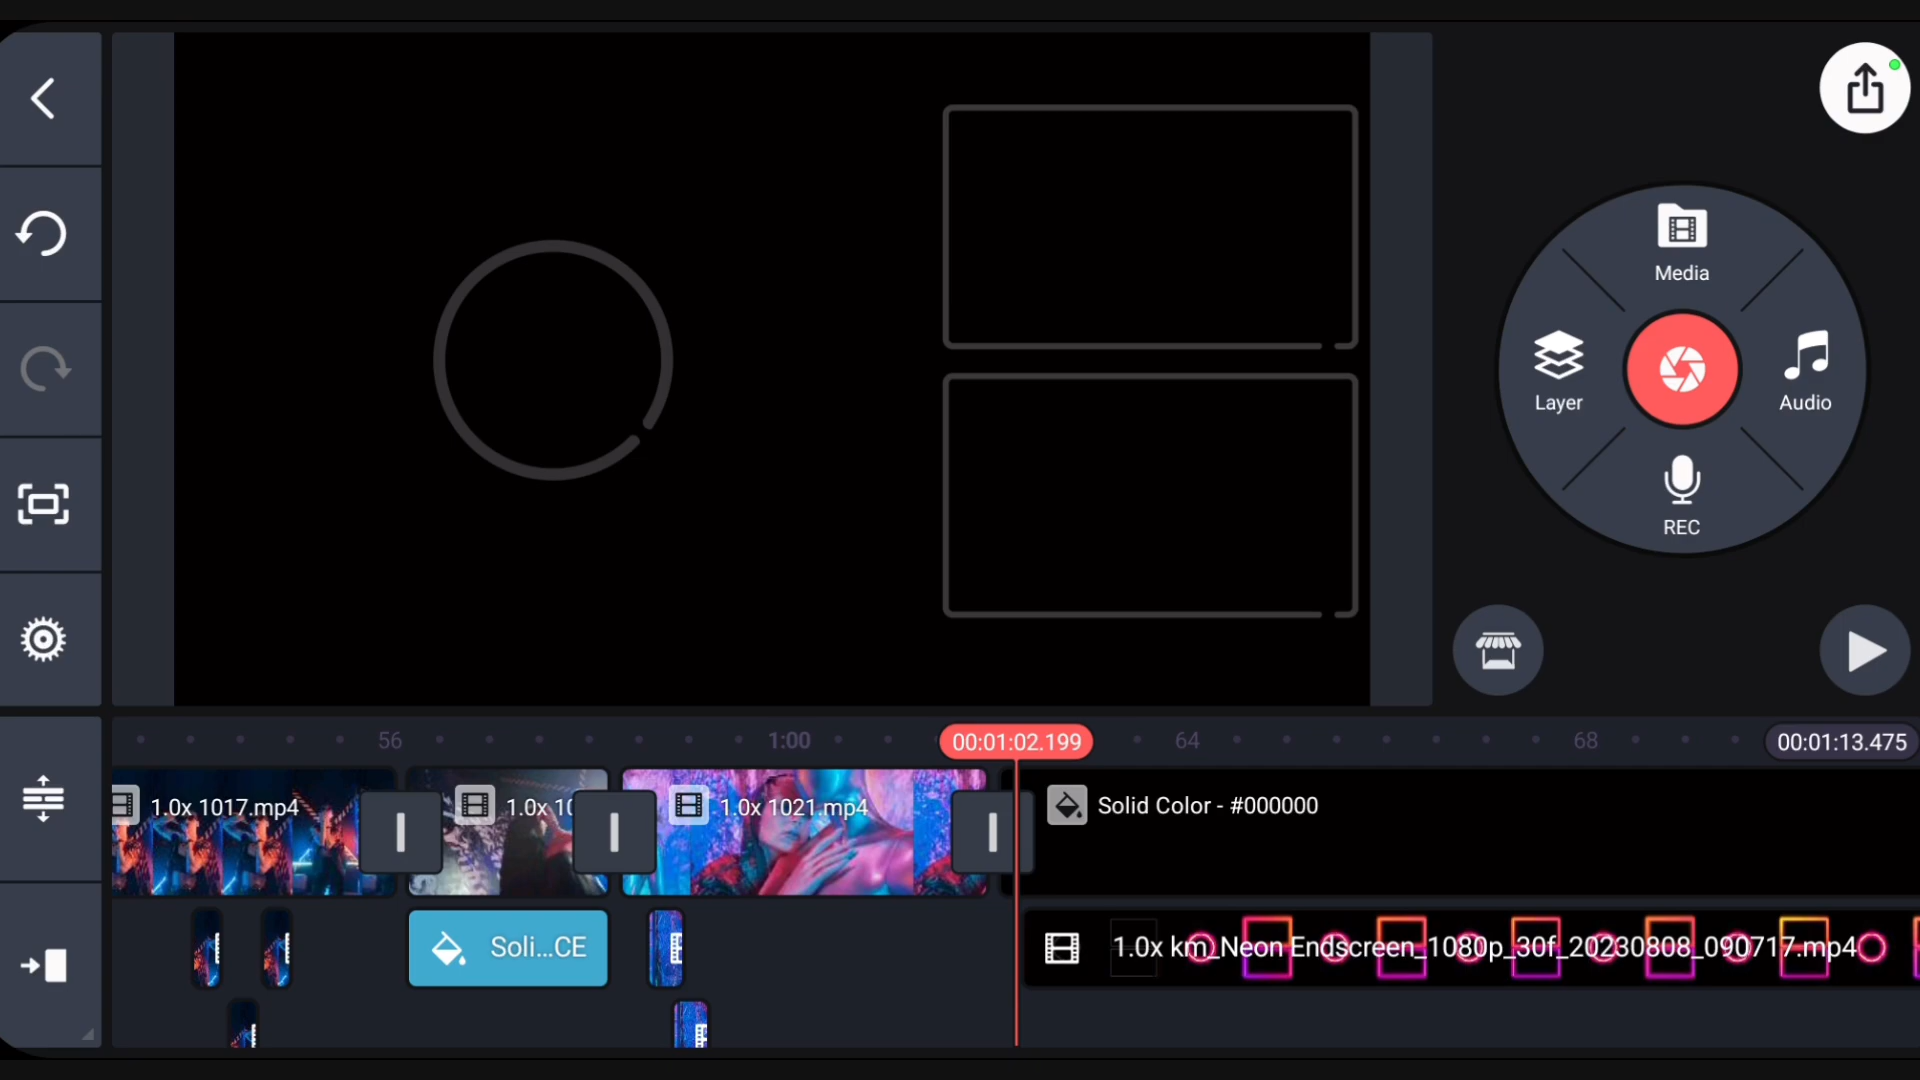 Media
Layer
Audio
REC
56
1:00
00:01:02.199
64
68
00:01:13.475
1.0x 1017.mp4
1.0x 10
1.0x 1021.mp4
Solid Color - #000000
Soli...CE
1.0x km_Neon Endscreen_1080p_30f_20230808_090717.mp4